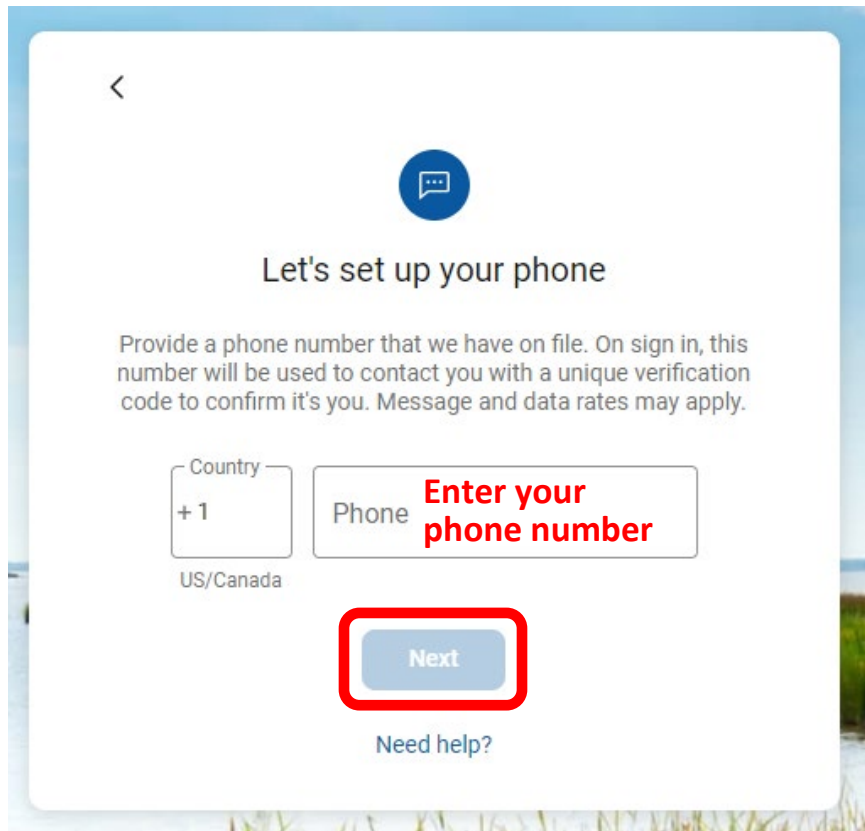 Let's set up your phone
Provide a phone number that we have on file. On sign in, this
number will be used to contact you with a unique verification
code to confirm it's you. Message and data rates may apply.
Country
+ 1
Phone
Enter your
phone number
US/Canada
Next
Need help?